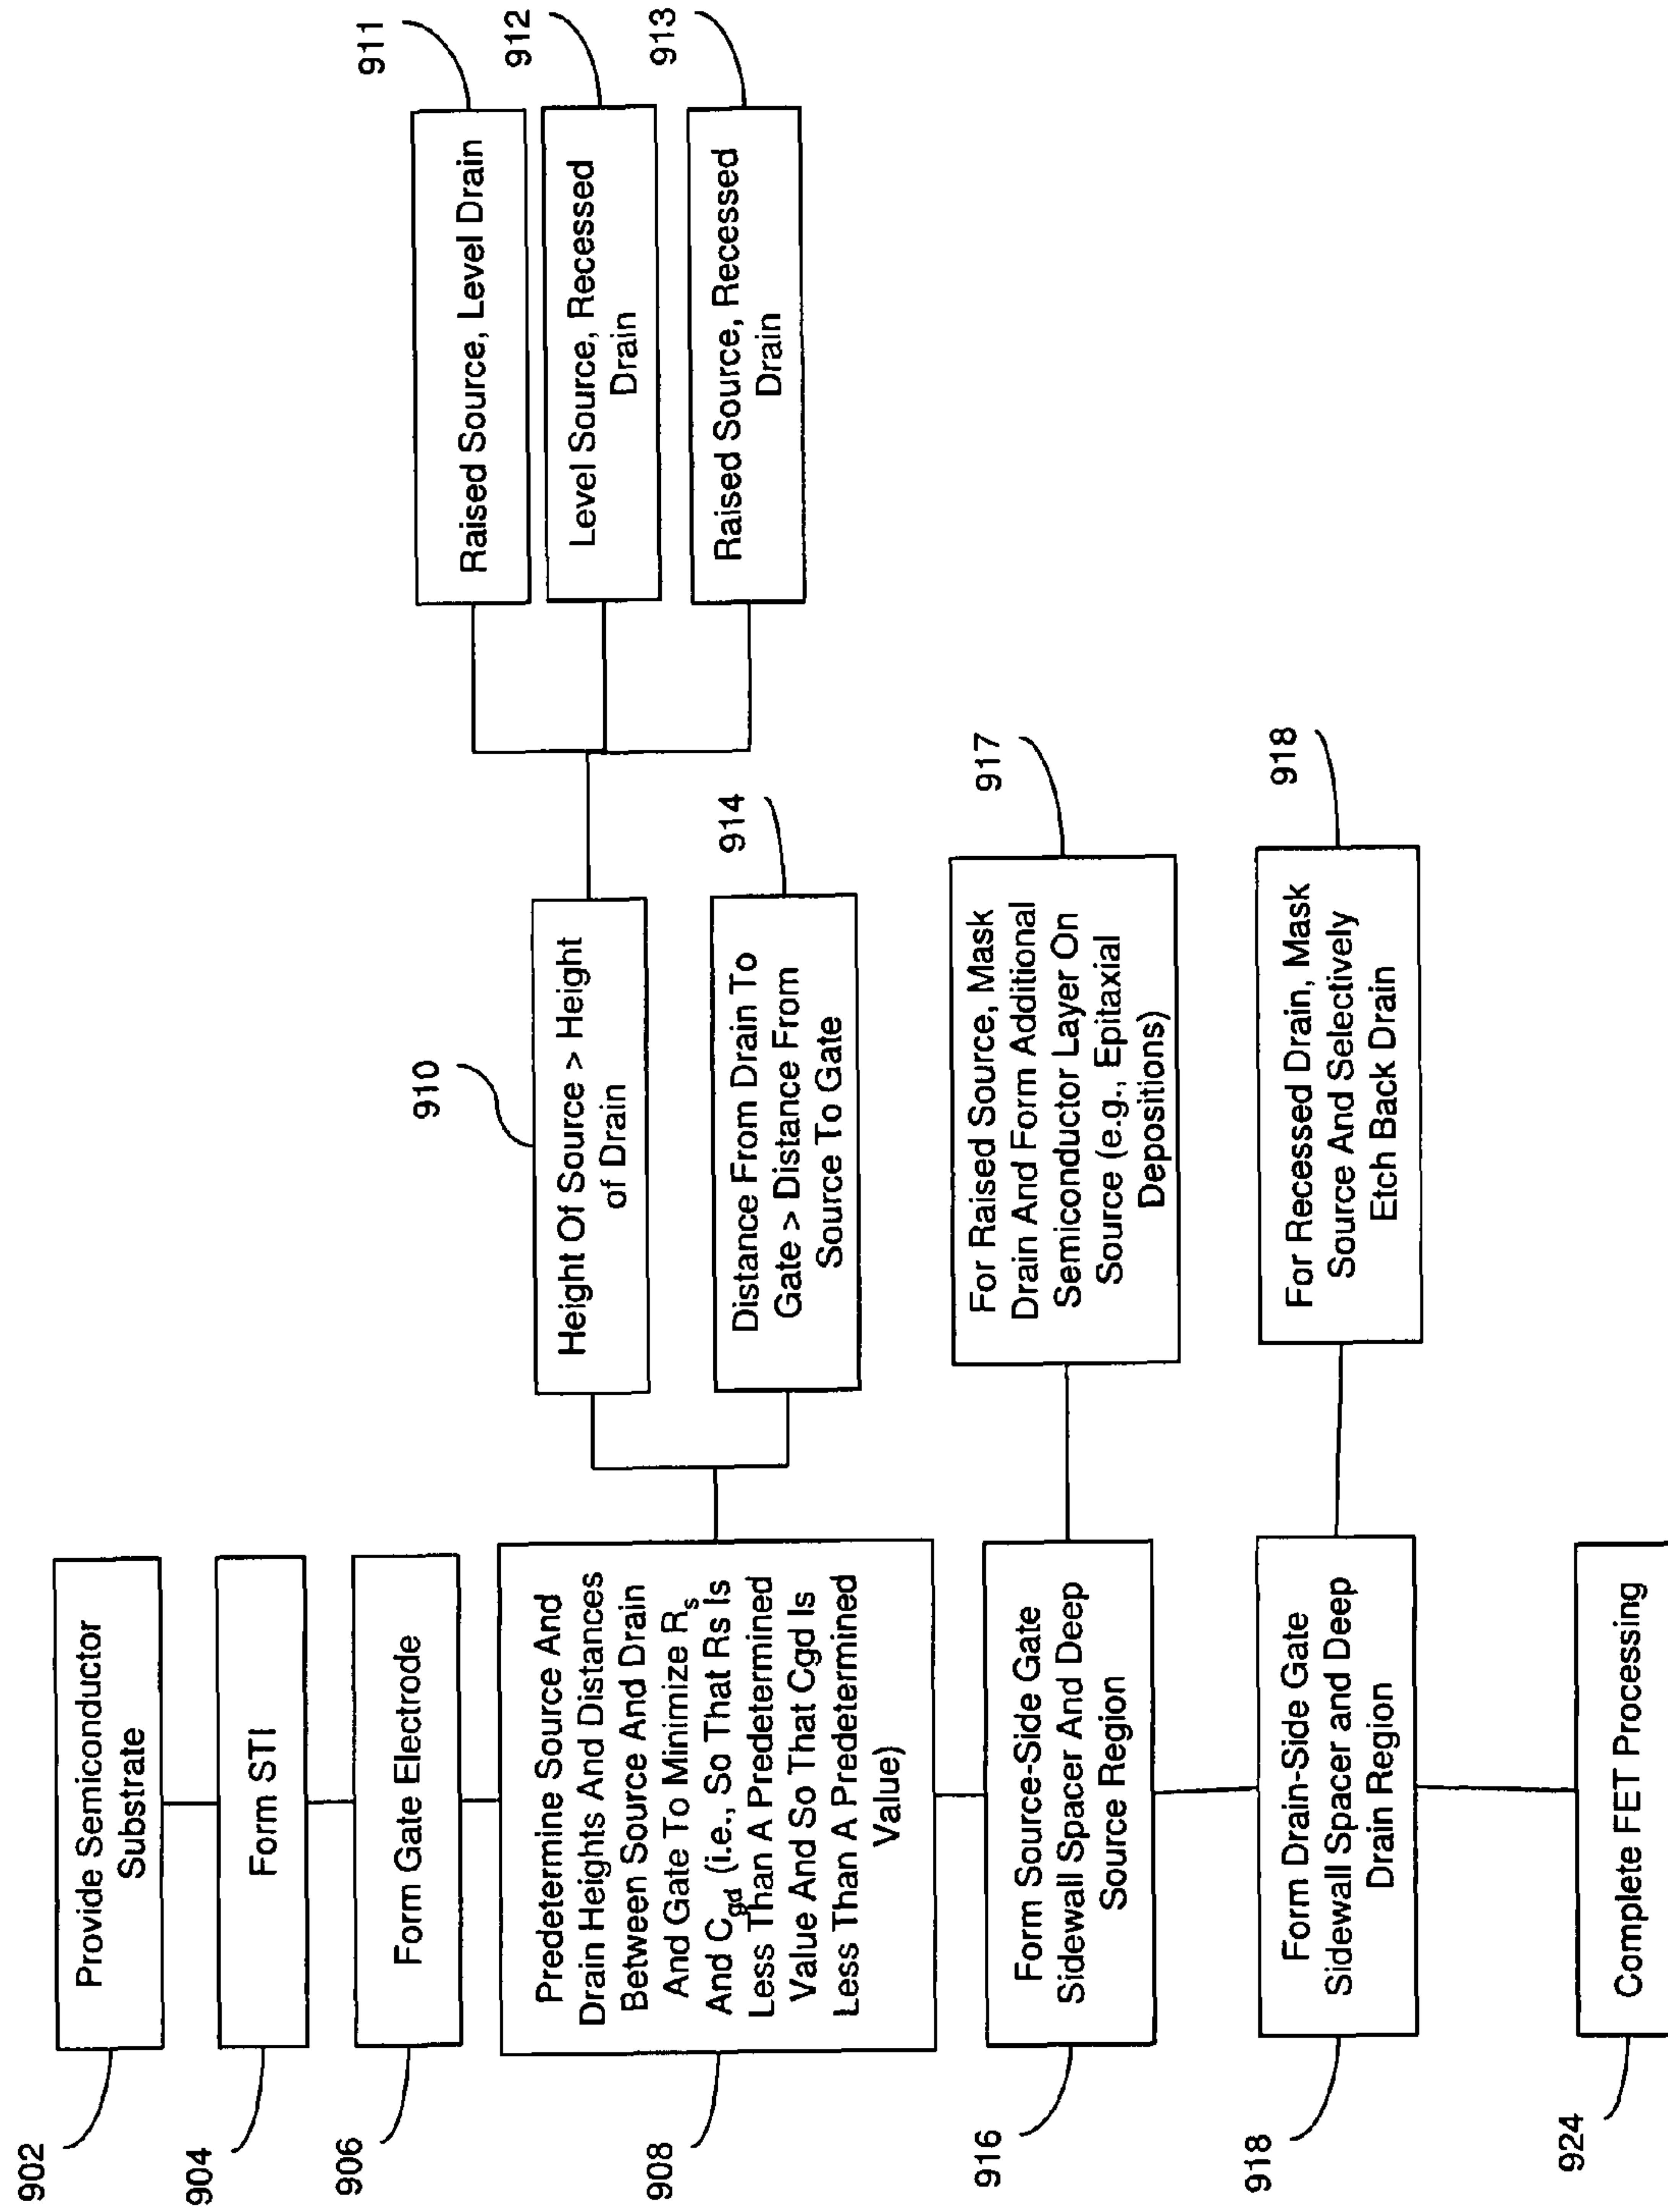 902
Provide Semiconductor
Substrate
904
Form STI
906
Form Gate Electrode
908
Predetermine Source And
Drain Heights And Distances
Between Source And Drain
And Gate To Minimize Rs
And Cgd (i.e., So That Rs Is
Less Than A Predetermined
Value And So That Cgd Is
Less Than A Predetermined
Value)
910
Height Of Source > Height
of Drain
911
Raised Source, Level Drain
912
Level Source, Recessed
Drain
913
Raised Source, Recessed
Drain
914
Distance From Drain To
Gate > Distance From
Source To Gate
916
Form Source-Side Gate
Sidewall Spacer And Deep
Source Region
917
For Raised Source, Mask
Drain And Form Additional
Semiconductor Layer On
Source (e.g., Epitaxial
Depositions)
918
Form Drain-Side Gate
Sidewall Spacer and Deep
Drain Region
918
For Recessed Drain, Mask
Source And Selectively
Etch Back Drain
924
Complete FET Processing